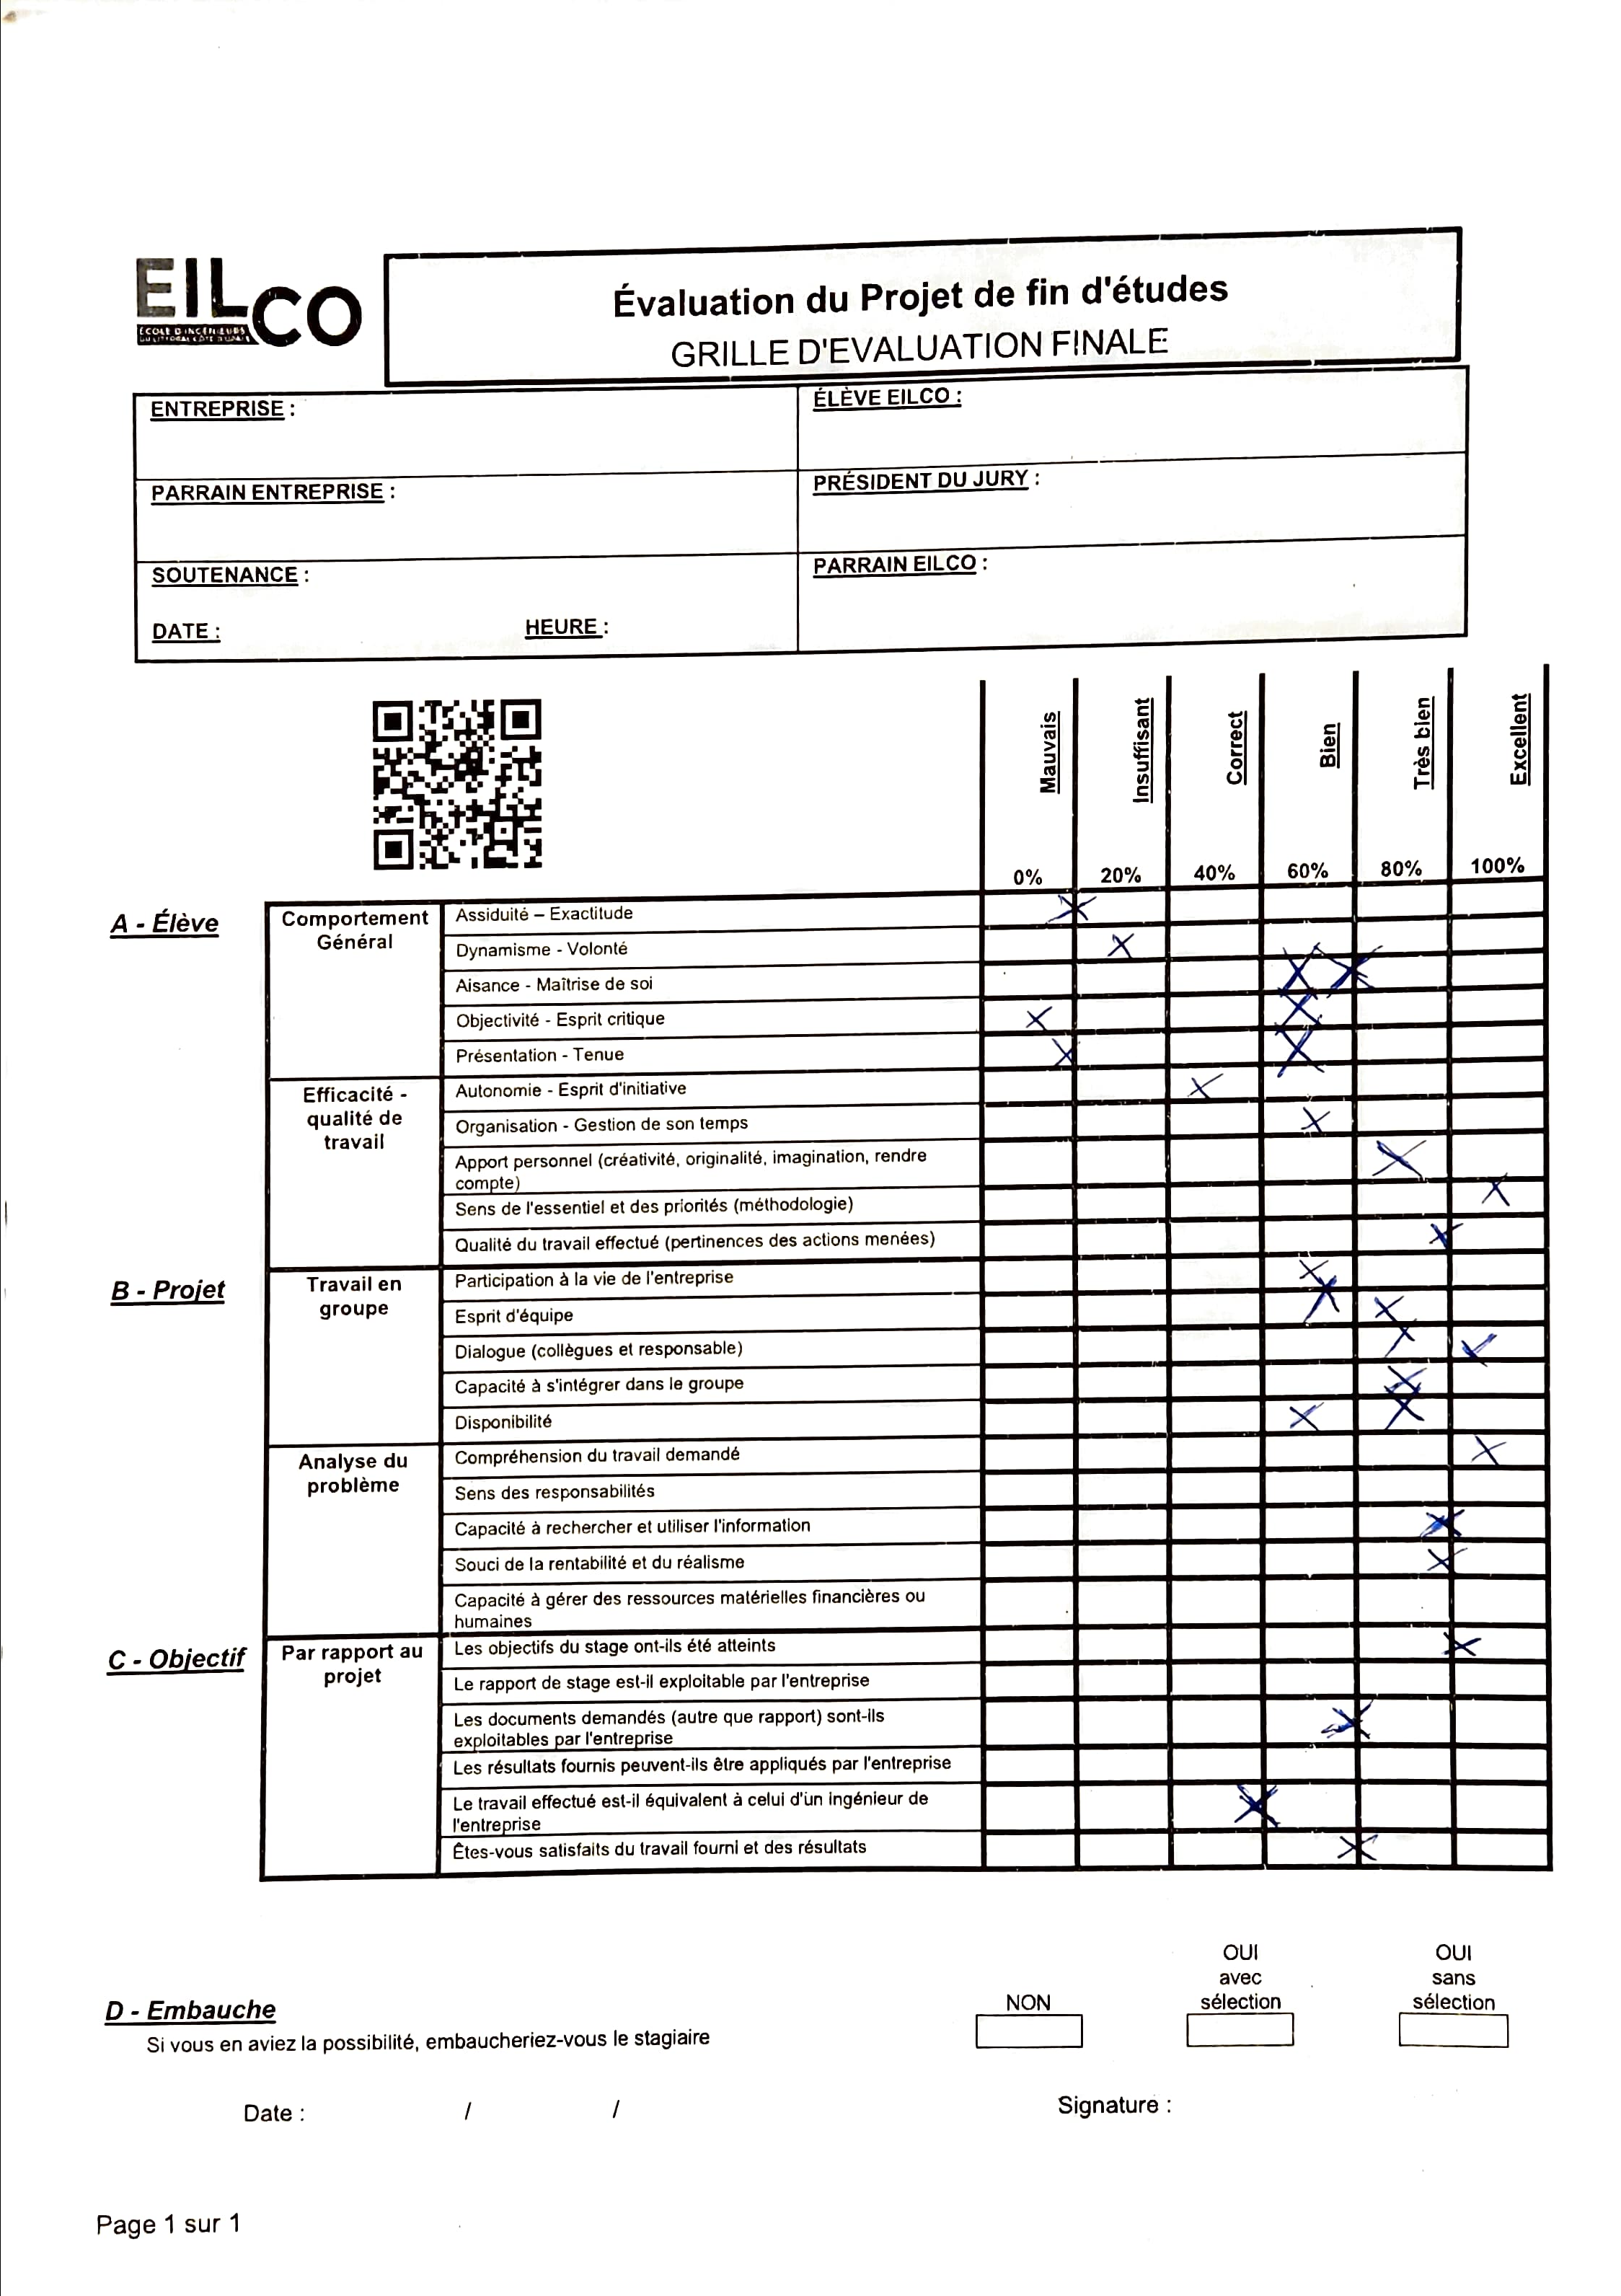 EILCO
ÉCOLE D'INGÉNIEURS
DU LITTORAL CÔTE D'OPALE
Évaluation du Projet de fin d'études
GRILLE D'EVALUATION FINALE
ENTREPRISE :
ÉLÈVE EILCO :
PARRAIN ENTREPRISE :
PRÉSIDENT DU JURY :
SOUTENANCE :
PARRAIN EILCO :
DATE :
HEURE :
Mauvais
Insuffisant
Correct
Bien
Très bien
Excellent
0% 20% 40% 60% 80% 100%
A - Élève
Comportement
Général
Assiduité – Exactitude
Dynamisme - Volonté
Aisance - Maîtrise de soi
Objectivité - Esprit critique
Présentation - Tenue
Efficacité -
qualité de
travail
Autonomie - Esprit d'initiative
Organisation - Gestion de son temps
Apport personnel (créativité, originalité, imagination, rendre
compte)
Sens de l'essentiel et des priorités (méthodologie)
Qualité du travail effectué (pertinences des actions menées)
B - Projet
Travail en
groupe
Participation à la vie de l'entreprise
Esprit d'équipe
Dialogue (collègues et responsable)
Capacité à s'intégrer dans le groupe
Disponibilité
Analyse du
problème
Compréhension du travail demandé
Sens des responsabilités
Capacité à rechercher et utiliser l'information
Souci de la rentabilité et du réalisme
Capacité à gérer des ressources matérielles financières ou
humaines
C - Objectif
Par rapport au
projet
Les objectifs du stage ont-ils été atteints
Le rapport de stage est-il exploitable par l'entreprise
Les documents demandés (autre que rapport) sont-ils
exploitables par l'entreprise
Les résultats fournis peuvent-ils être appliqués par l'entreprise
Le travail effectué est-il équivalent à celui d'un ingénieur de
l'entreprise
Êtes-vous satisfaits du travail fourni et des résultats
D - Embauche
Si vous en aviez la possibilité, embaucheriez-vous le stagiaire
NON
OUI
avec
sélection
OUI
sans
sélection
Date : / /
Signature :
Page 1 sur 1